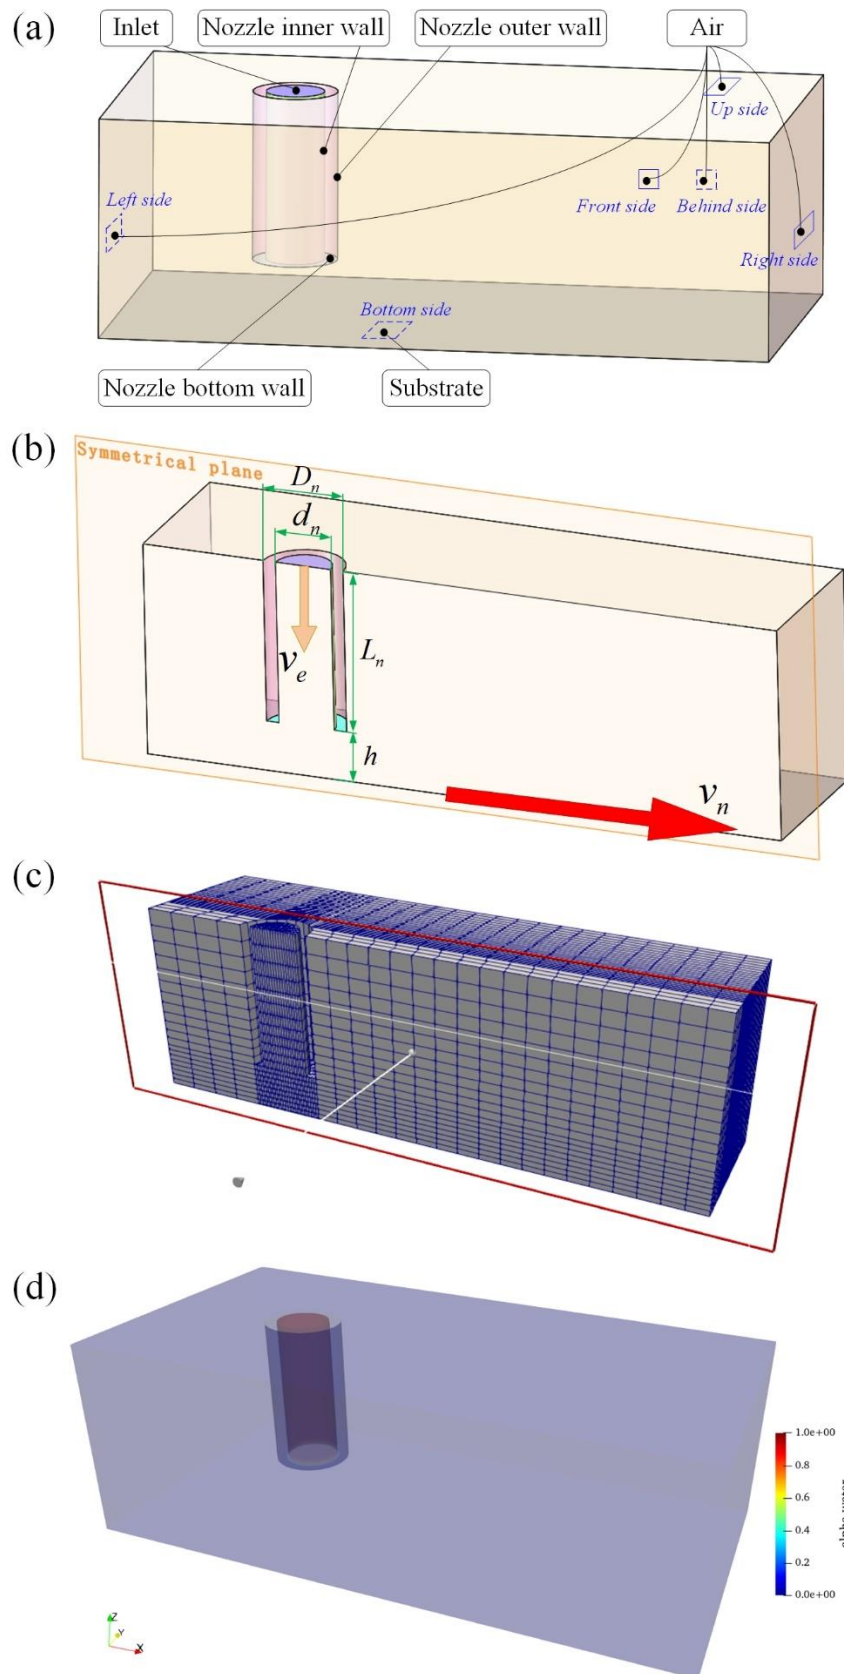 (a)
Inlet
Nozzle inner wall
Nozzle outer wall
Air
Up side
Left side
Front side
Behind side
Right side
Bottom side
Nozzle bottom wall
Substrate
(b)
Symmetrical plane
Dn
dn
Ln
ve
h
vn
(c)
(d)
1.0e+00
0.8
0.6
0.4
0.2
0.0e+00
Z
Y
X